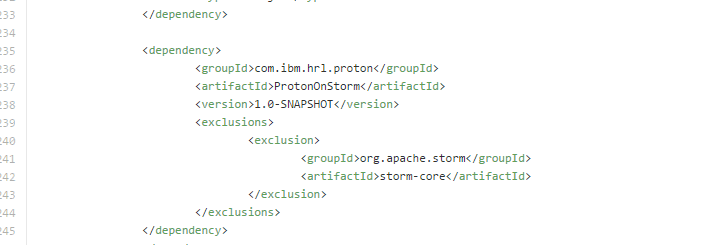 233 </dependency>
234
235 <dependency>
236 <groupId>com.ibm.hrl.proton</groupId>
237 <artifactId>ProtonOnStorm</artifactId>
238 <version>1.0-SNAPSHOT</version>
239 <exclusions>
240 <exclusion>
241 <groupId>org.apache.storm</groupId>
242 <artifactId>storm-core</artifactId>
243 </exclusion>
244 </exclusions>
245 </dependency>